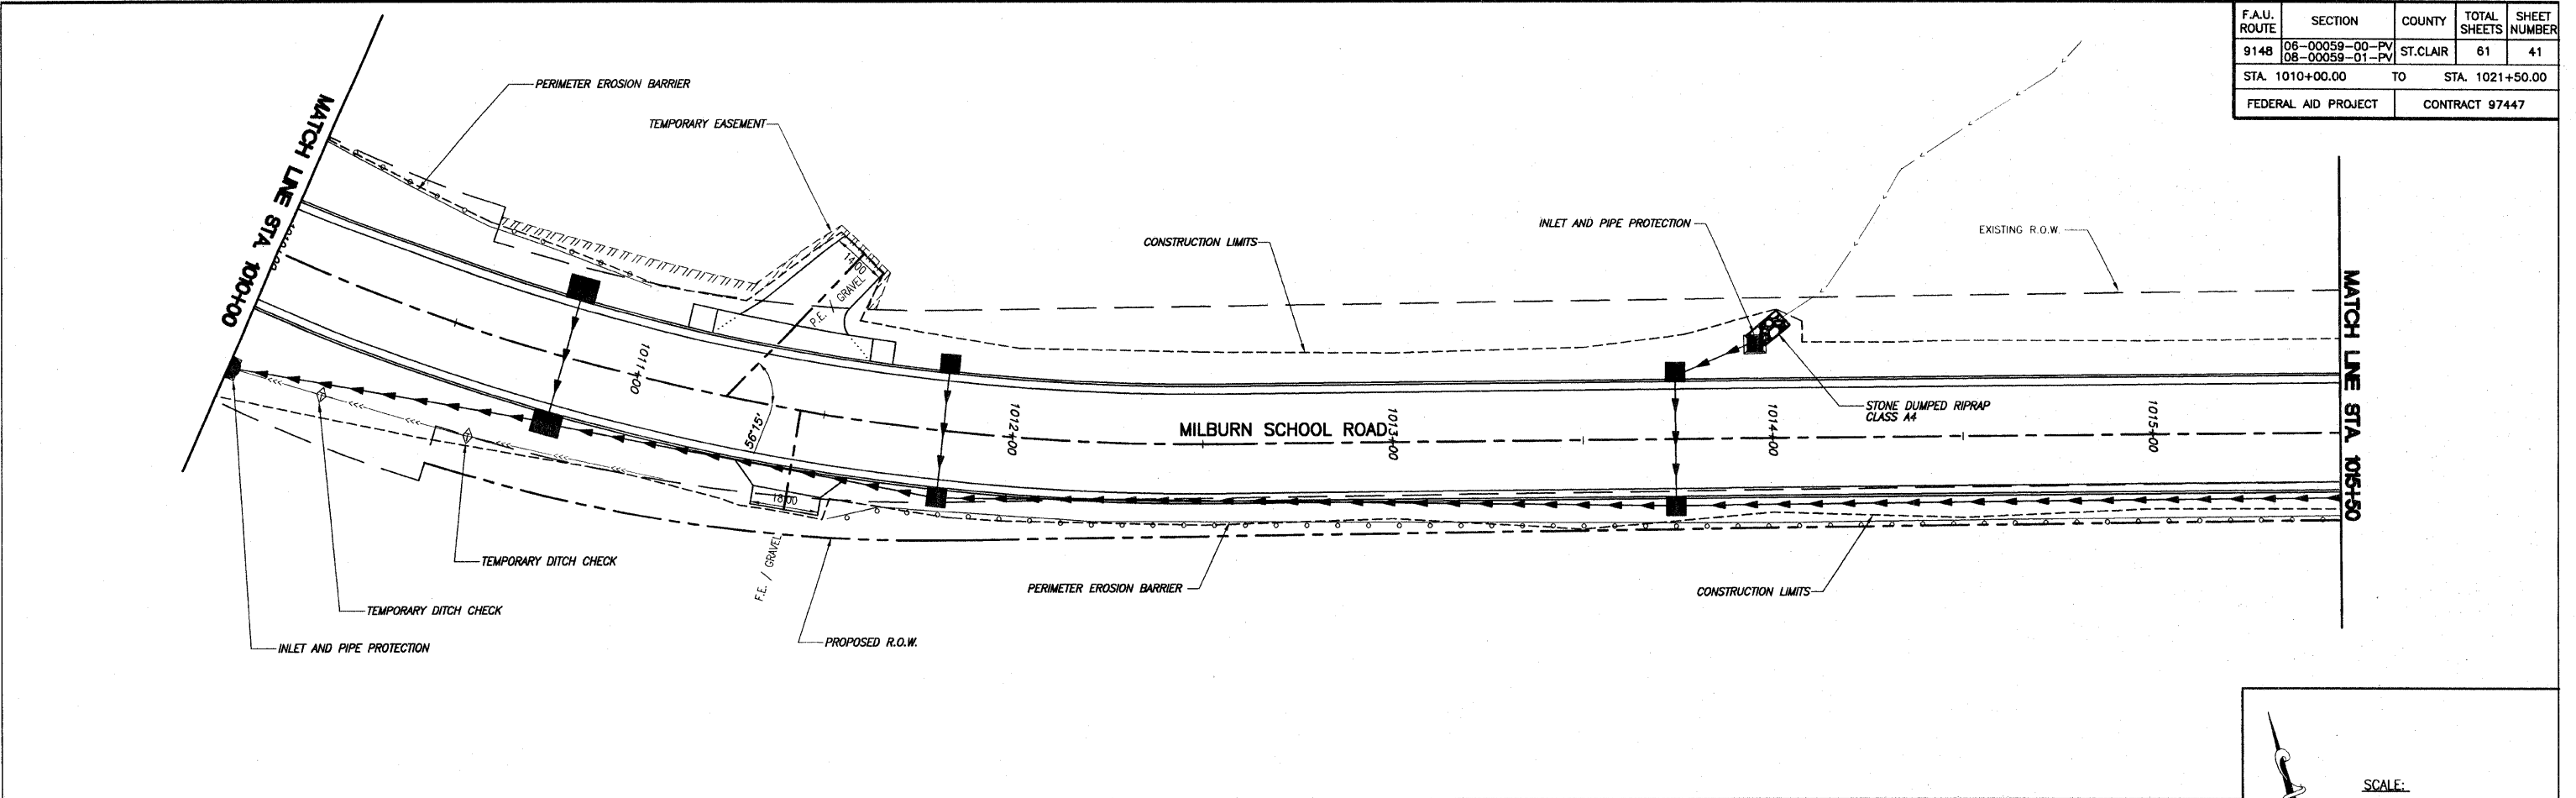 F.A.U. ROUTE
SECTION
COUNTY
TOTAL SHEETS
SHEET NUMBER
9148
06-00059-00-PV
08-00059-01-PV
ST.CLAIR
61
41
STA. 1010+00.00 TO STA. 1021+50.00
FEDERAL AID PROJECT
CONTRACT 97447
PERIMETER EROSION BARRIER
TEMPORARY EASEMENT
MATCH LINE STA. 1010+00
CONSTRUCTION LIMITS
INLET AND PIPE PROTECTION
EXISTING R.O.W.
MATCH LINE STA. 1015+50
14.00
P.E. / GRAVEL
1011+00
56°15'
1012+00
MILBURN SCHOOL ROAD
1013+00
1014+00
1015+00
STONE DUMPED RIPRAP
CLASS A4
18.00
F.E. / GRAVEL
TEMPORARY DITCH CHECK
TEMPORARY DITCH CHECK
INLET AND PIPE PROTECTION
PROPOSED R.O.W.
PERIMETER EROSION BARRIER
CONSTRUCTION LIMITS
SCALE: